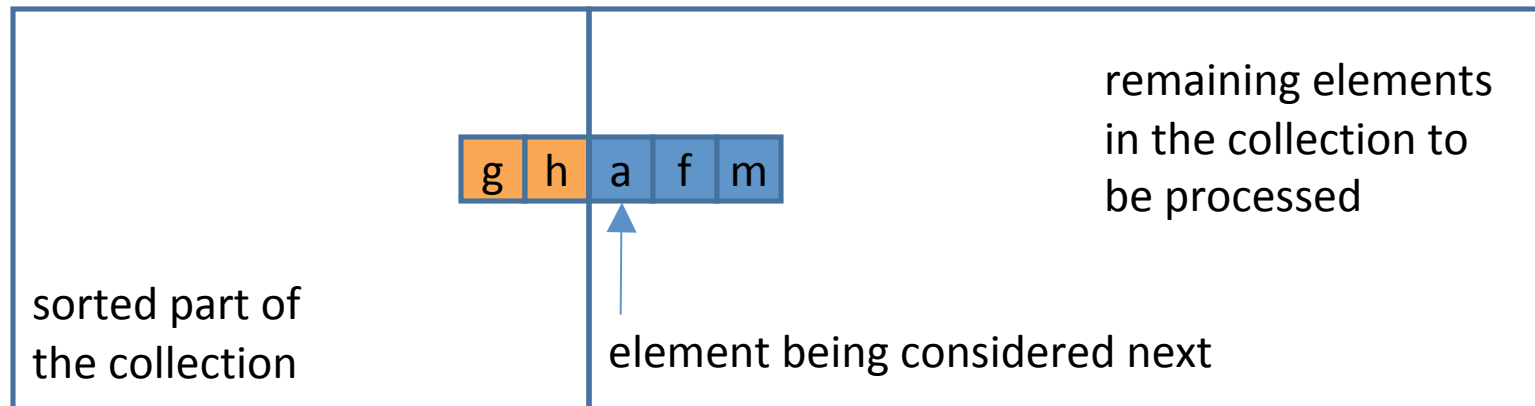 remaining elements
in the collection to
be processed
g h a f m
sorted part of
the collection
element being considered next